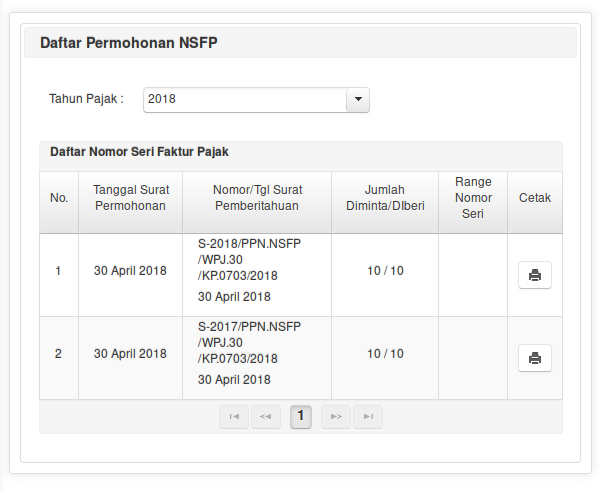 Daftar Permohonan NSFP
Tahun Pajak :
2018
Daftar Nomor Seri Faktur Pajak
No.
Tanggal Surat
Permohonan
Nomor/Tgl Surat
Pemberitahuan
Jumlah
Diminta/DIberi
Range
Nomor
Seri
Cetak
1
30 April 2018
S-2018/PPN.NSFP
/WPJ.30
/KP.0703/2018
30 April 2018
10 / 10
2
30 April 2018
S-2017/PPN.NSFP
/WPJ.30
/KP.0703/2018
30 April 2018
10 / 10
1